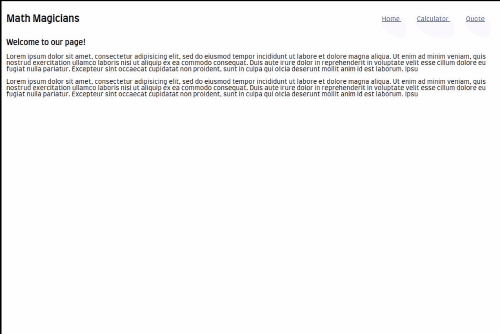 Math Magicians
Home Calculator Quote
Welcome to our page!
Lorem ipsum dolor sit amet, consectetur adipisicing elit, sed do eiusmod tempor incididunt ut labore et dolore magna aliqua. Ut enim ad minim veniam, quis
nostrud exercitation ullamco laboris nisi ut aliquip ex ea commodo consequat. Duis aute irure dolor in reprehenderit in voluptate velit esse cillum dolore eu
fugiat nulla pariatur. Excepteur sint occaecat cupidatat non proident, sunt in culpa qui oicia deserunt mollit anim id est laborum. Ipsu
Lorem ipsum dolor sit amet, consectetur adipisicing elit, sed do eiusmod tempor incididunt ut labore et dolore magna aliqua. Ut enim ad minim veniam, quis
nostrud exercitation ullamco laboris nisi ut aliquip ex ea commodo consequat. Duis aute irure dolor in reprehenderit in voluptate velit esse cillum dolore eu
fugiat nulla pariatur. Excepteur sint occaecat cupidatat non proident, sunt in culpa qui oicia deserunt mollit anim id est laborum. Ipsu